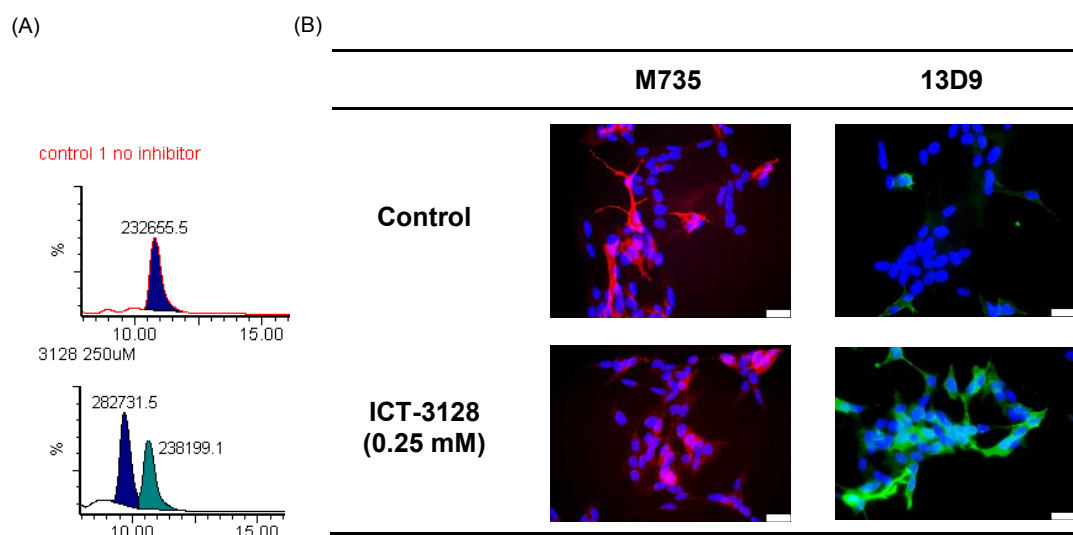 (A)
(B)
control 1 no inhibitor
232655.5
%
10.00 15.00
3128 250uM
282731.5
238199.1
%
10.00 15.00
M735 13D9
Control
ICT-3128
(0.25 mM)